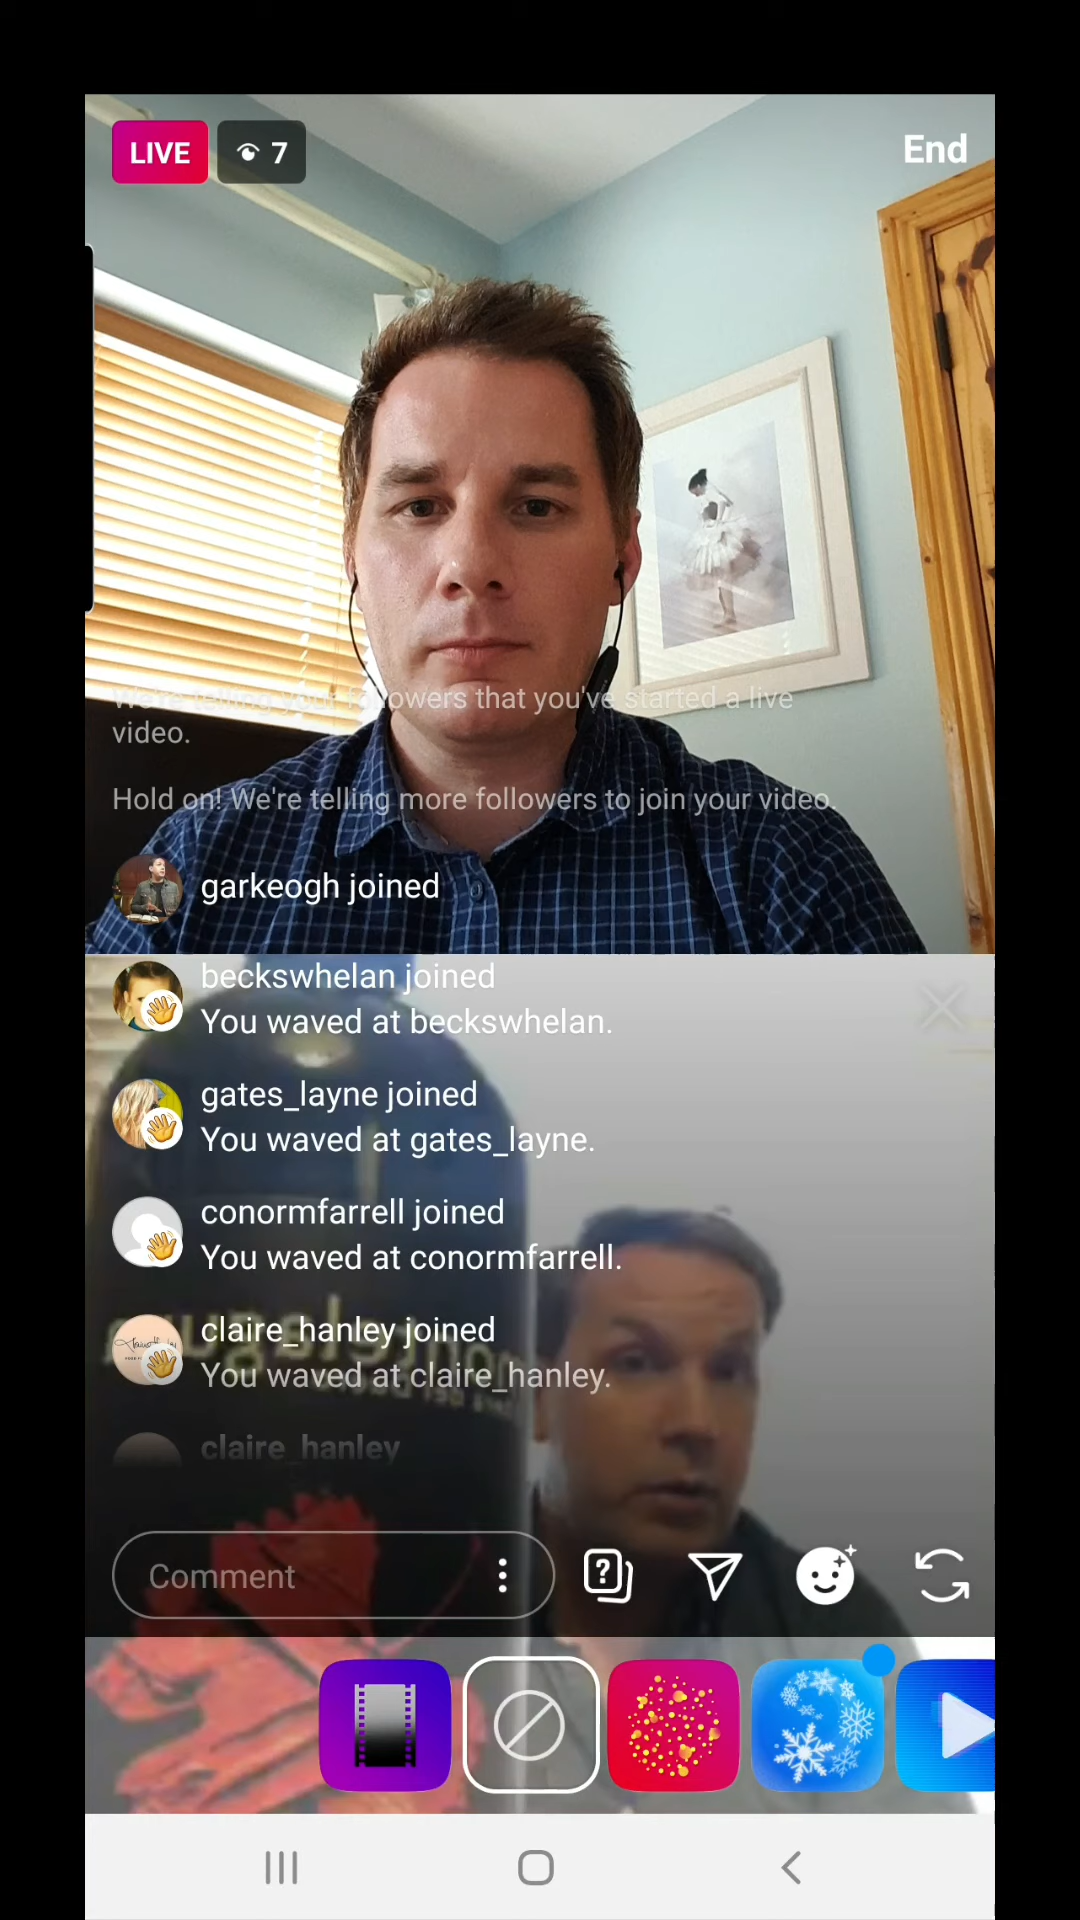 LIVE 7 End
We're telling your followers that you've started a live
video.
Hold on! We're telling more followers to join your video.
garkeogh joined
beckswhelan joined
You waved at beckswhelan.
gates_layne joined
You waved at gates_layne.
conormfarrell joined
You waved at conormfarrell.
claire_hanley joined
You waved at claire_hanley.
claire_hanley
Comment